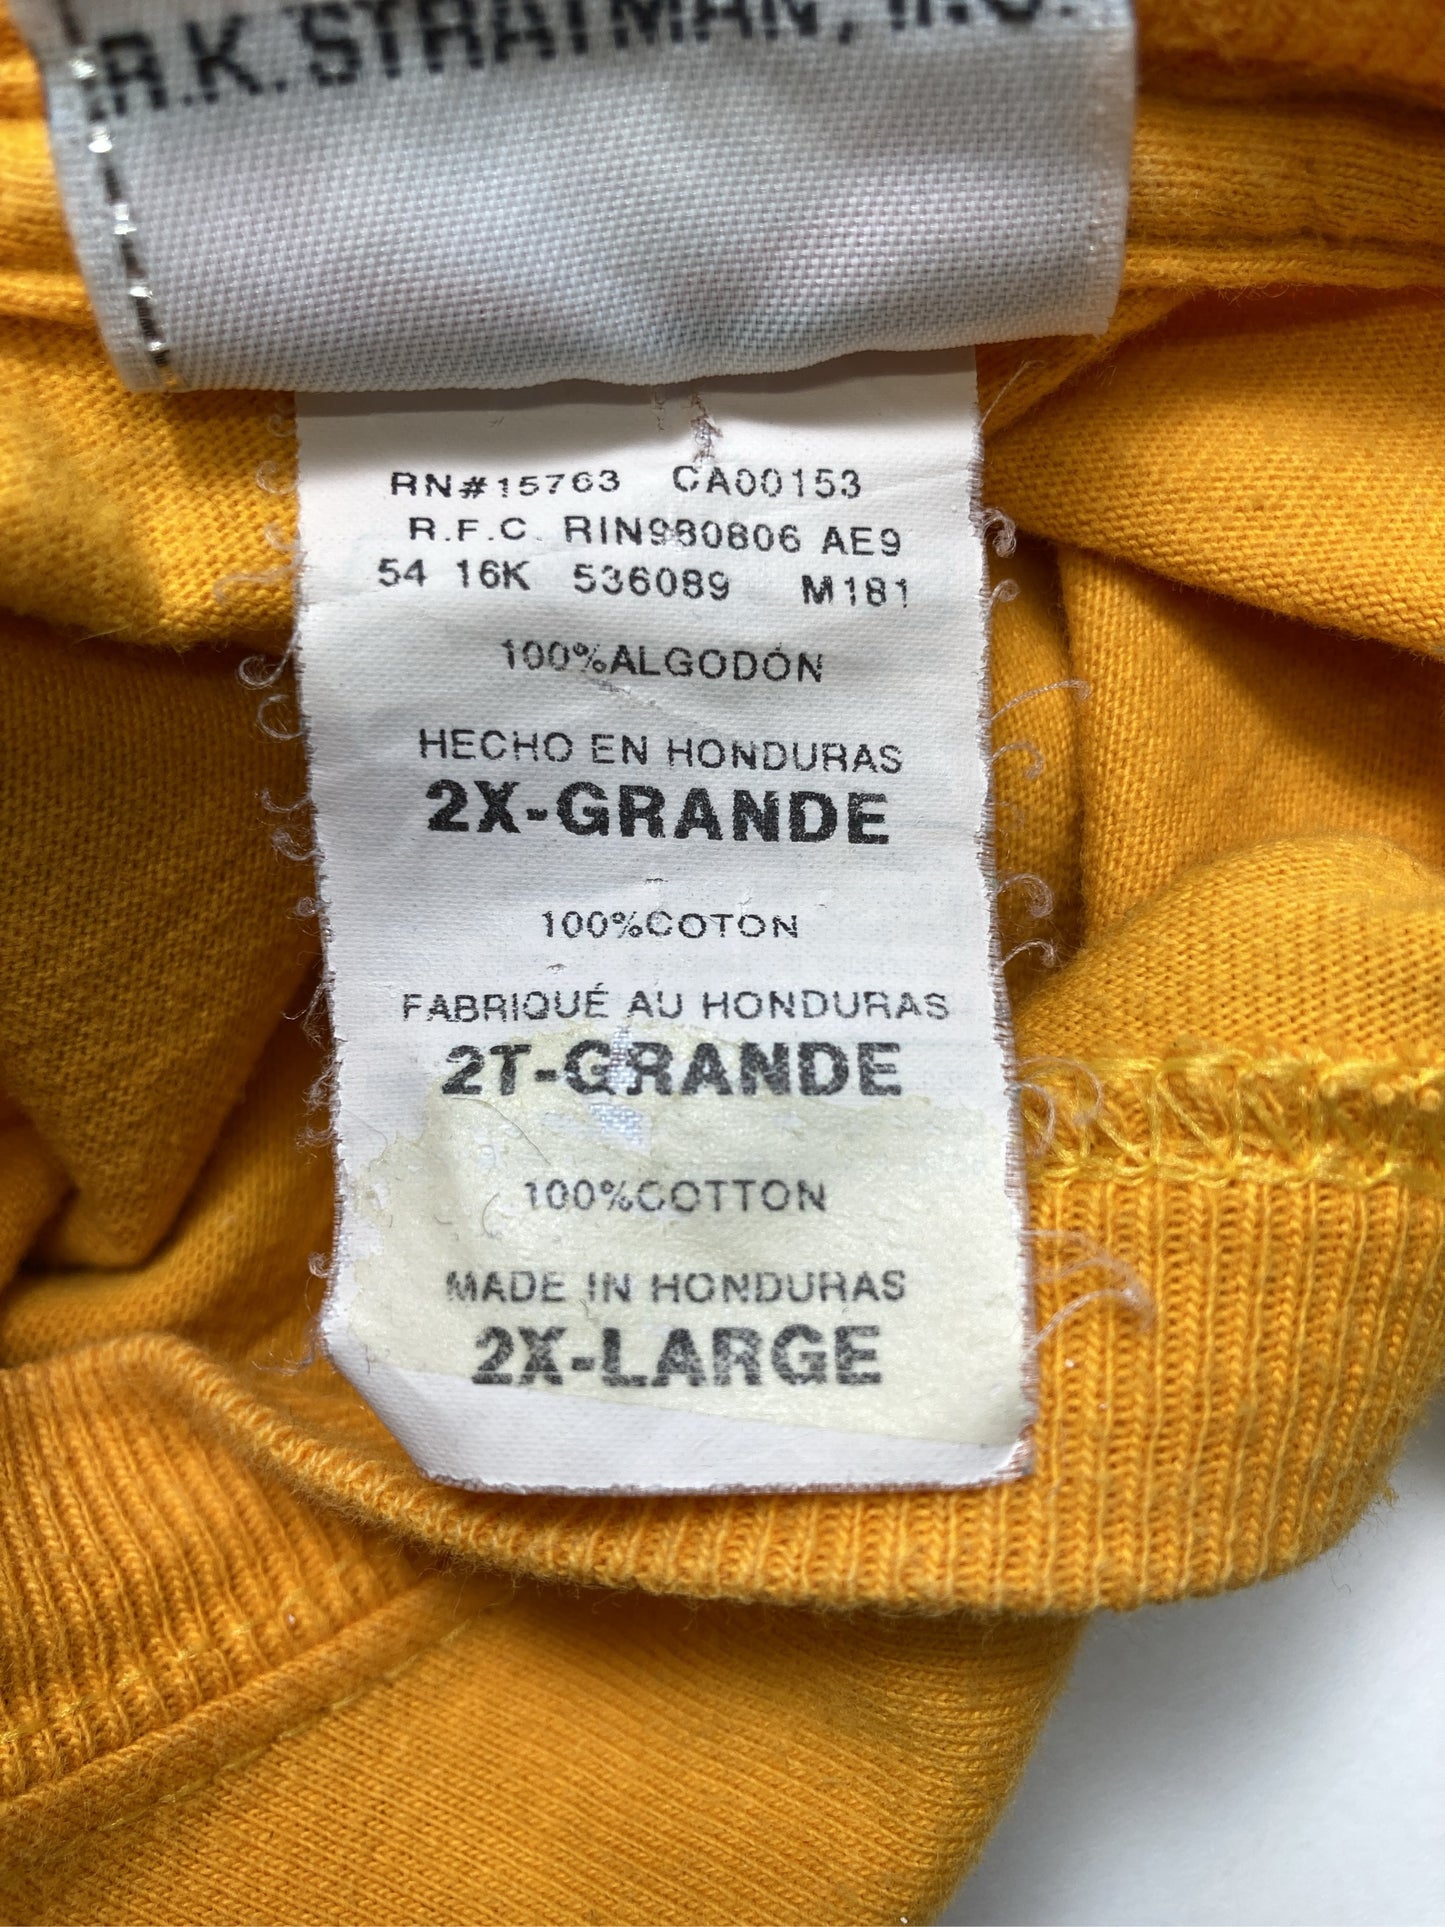 R.K. STRATMAN, INC.
RN#15763 CA00153
R.F.C. RIN980806 AE9
54 16K 536089 M181
100%ALGODÓN
HECHO EN HONDURAS
2X-GRANDE
100%COTON
FABRIQUÉ AU HONDURAS
2T-GRANDE
100%COTTON
MADE IN HONDURAS
2X-LARGE